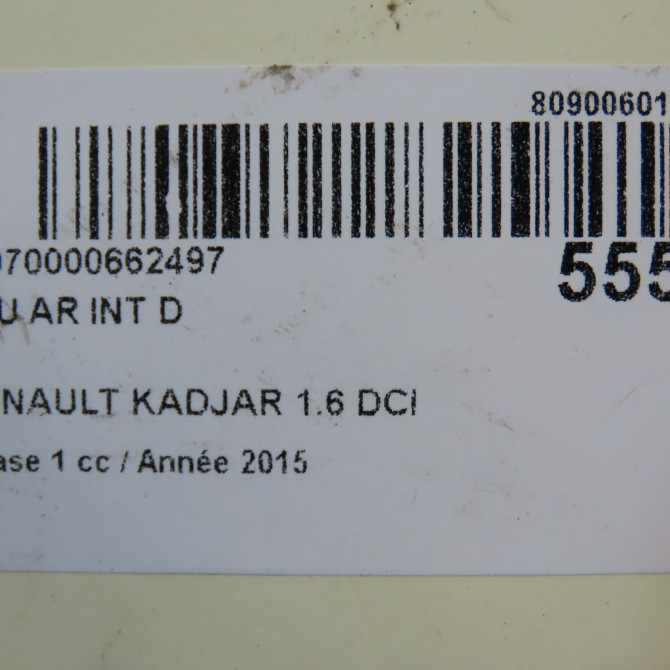 80900601
070000662497
555
U AR INT D
NAULT KADJAR 1.6 DCI
ase 1 cc / Année 2015